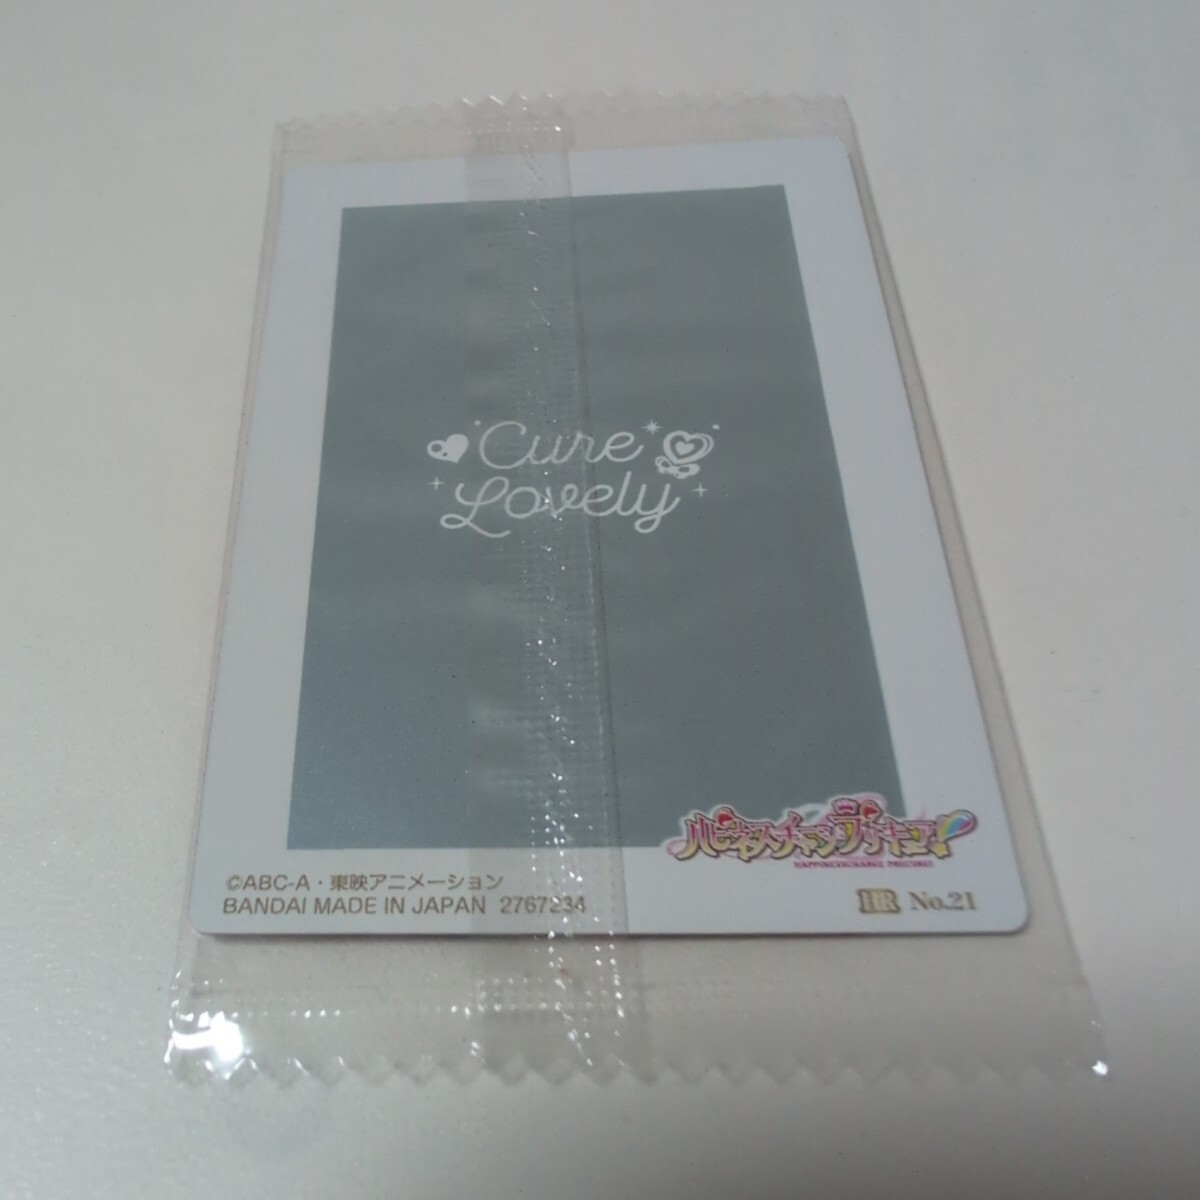 Cure
Lovely
ハピネスチャージプリキュア!
HAPPINESSCHARGE PRECURE!
©ABC-A・東映アニメーション
BANDAI MADE IN JAPAN 2767234
HR No.21